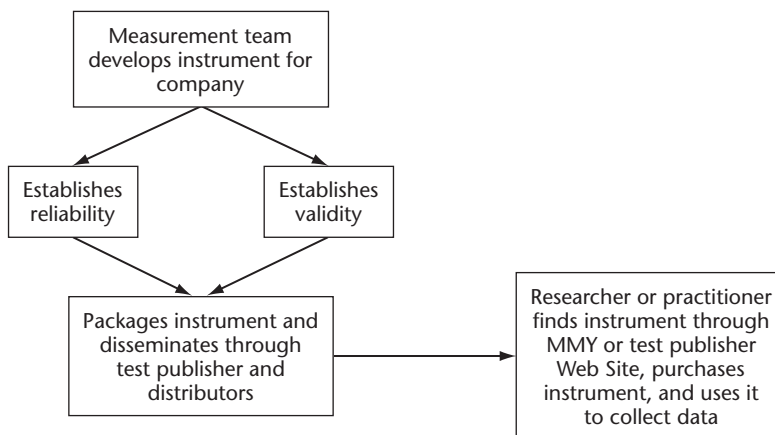 Measurement team
develops instrument for
company
Establishes
reliability
Establishes
validity
Packages instrument and
disseminates through
test publisher and
distributors
Researcher or practitioner
finds instrument through
MMY or test publisher
Web Site, purchases
instrument, and uses it
to collect data